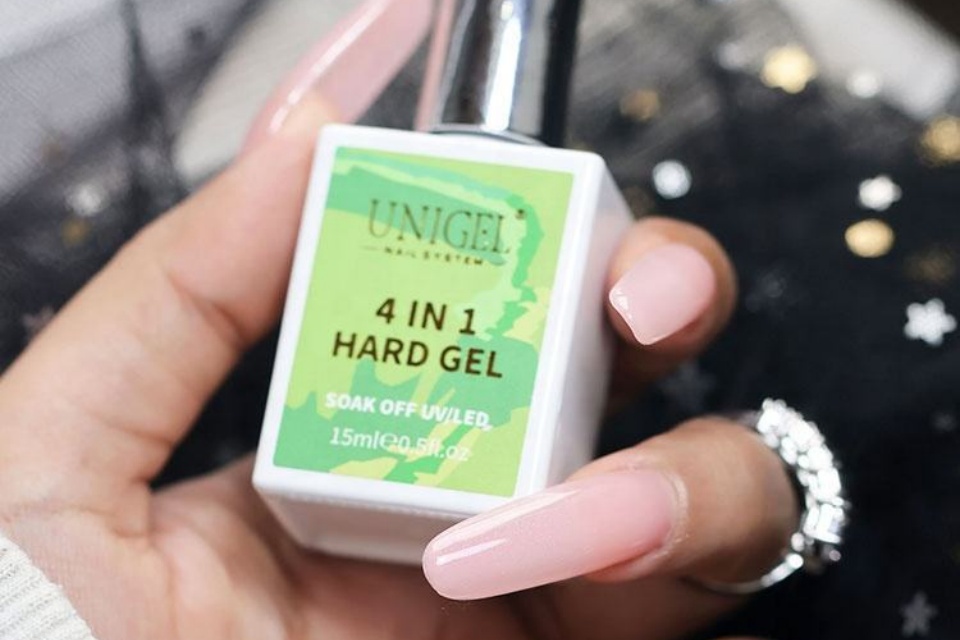 UNIGEL®
NAIL SYSTEM
4 IN 1
HARD GEL
SOAK OFF UV/LED
15ml℮0.5fl.oz